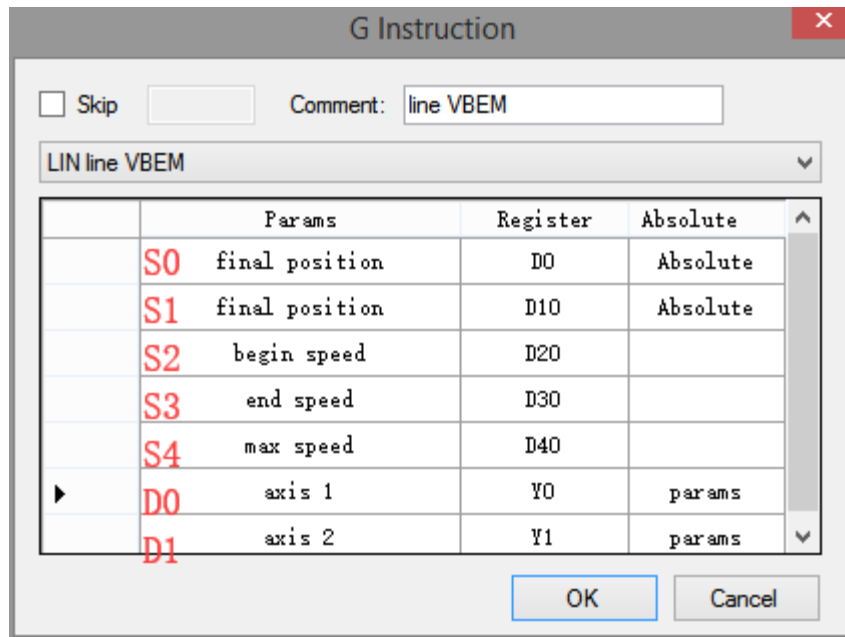 G Instruction
Skip Comment: line VBEM
LIN line VBEM
Params Register Absolute
S0 final position D0 Absolute
S1 final position D10 Absolute
S2 begin speed D20
S3 end speed D30
S4 max speed D40
D0 axis 1 Y0 params
D1 axis 2 Y1 params
OK Cancel